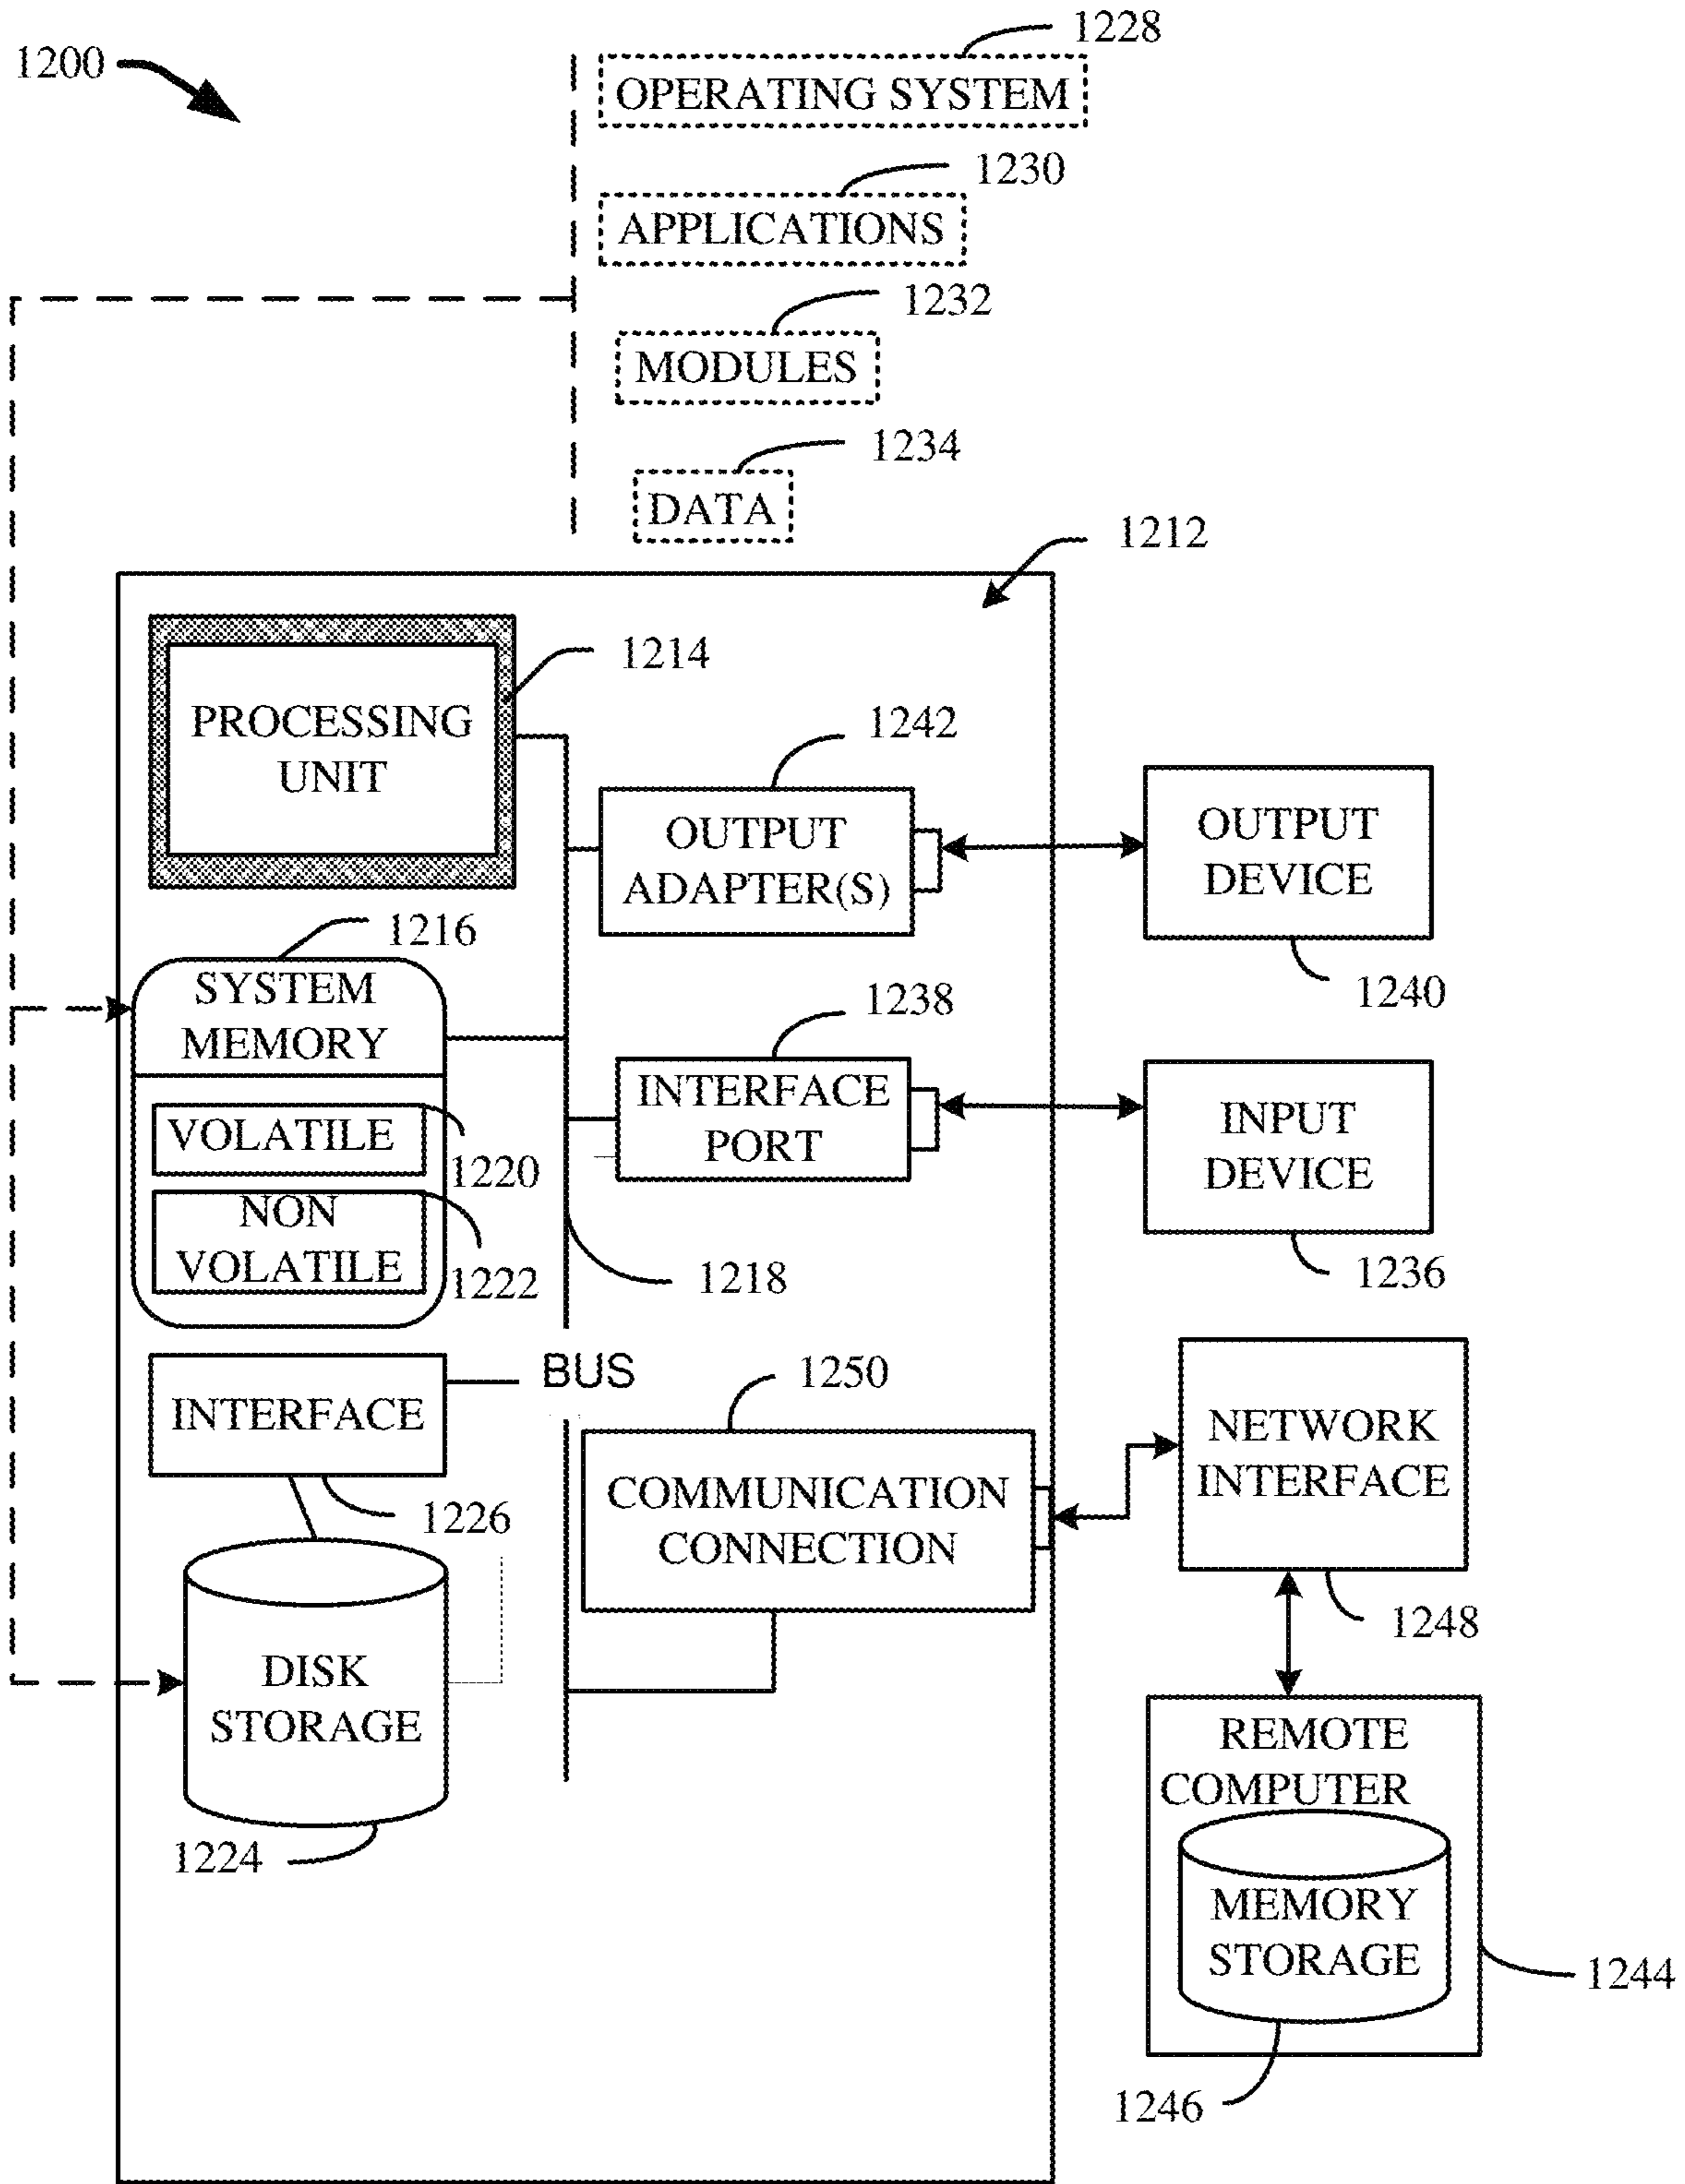 1228
1200
OPERATING SYSTEM
1230
APPLICATIONS
1232
MODULES
1234
DATA
1212
1214
PROCESSING
UNIT
1242
OUTPUT
ADAPTER(S)
OUTPUT
DEVICE
1240
1216
SYSTEM
MEMORY
1238
INTERFACE
PORT
INPUT
DEVICE
1236
VOLATILE
1220
NON
VOLATILE
1222
1218
BUS
INTERFACE
1226
1250
COMMUNICATION
CONNECTION
NETWORK
INTERFACE
1248
DISK
STORAGE
1224
REMOTE
COMPUTER
MEMORY
STORAGE
1244
1246